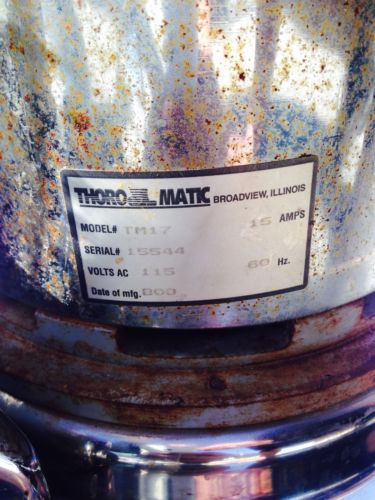 THORO MATIC BROADVIEW, ILLINOIS
MODEL# TM17 15 AMPS
SERIAL# 15544
VOLTS AC 115 60 Hz.
Date of mfg.